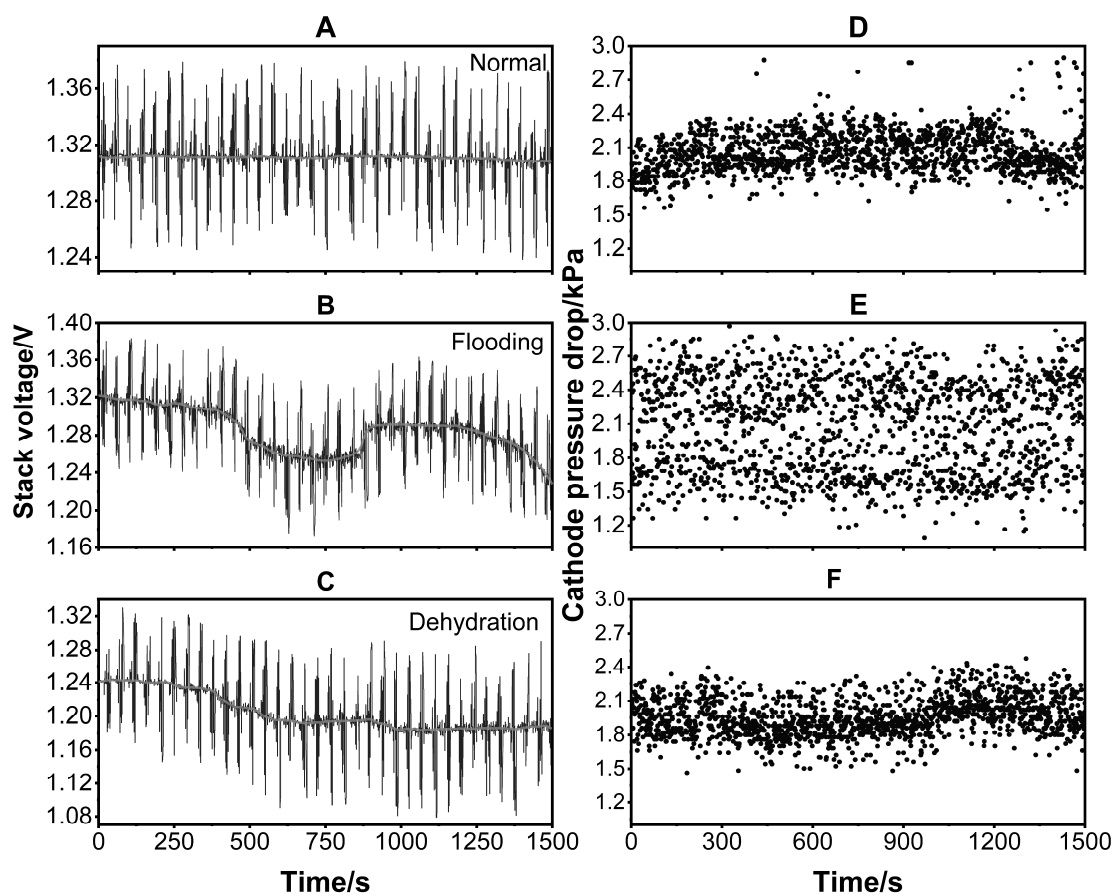 A
D
Normal
1.36
1.32
1.28
1.24
3.0
2.7
2.4
2.1
1.8
1.5
1.2
B
E
Flooding
1.40
1.36
1.32
1.28
1.24
1.20
1.16
3.0
2.7
2.4
2.1
1.8
1.5
1.2
Stack voltage/V
Cathode pressure drop/kPa
C
F
Dehydration
1.32
1.28
1.24
1.20
1.16
1.12
1.08
3.0
2.7
2.4
2.1
1.8
1.5
1.2
0 250 500 750 1000 1250 1500
0 300 600 900 1200 1500
Time/s
Time/s